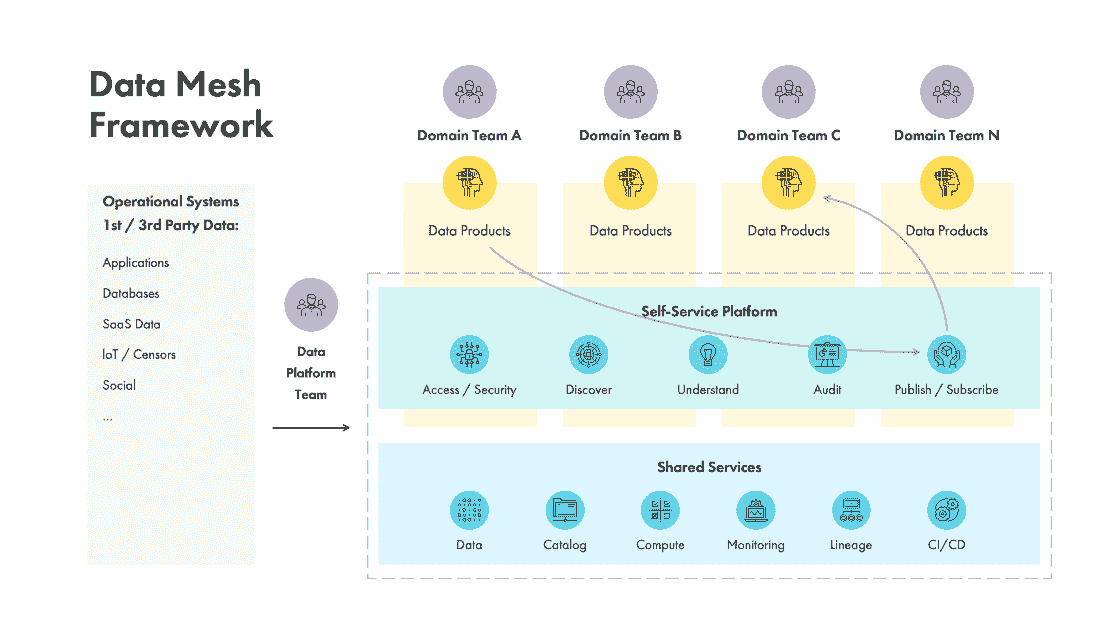 Data Mesh
Framework
Operational Systems
1st / 3rd Party Data:
Applications
Databases
SaaS Data
IoT / Censors
Social
...
Data
Platform
Team
Domain Team A
Domain Team B
Domain Team C
Domain Team N
Data Products
Data Products
Data Products
Data Products
Self-Service Platform
Access / Security
Discover
Understand
Audit
Publish / Subscribe
Shared Services
Data
Catalog
Compute
Monitoring
Lineage
CI/CD